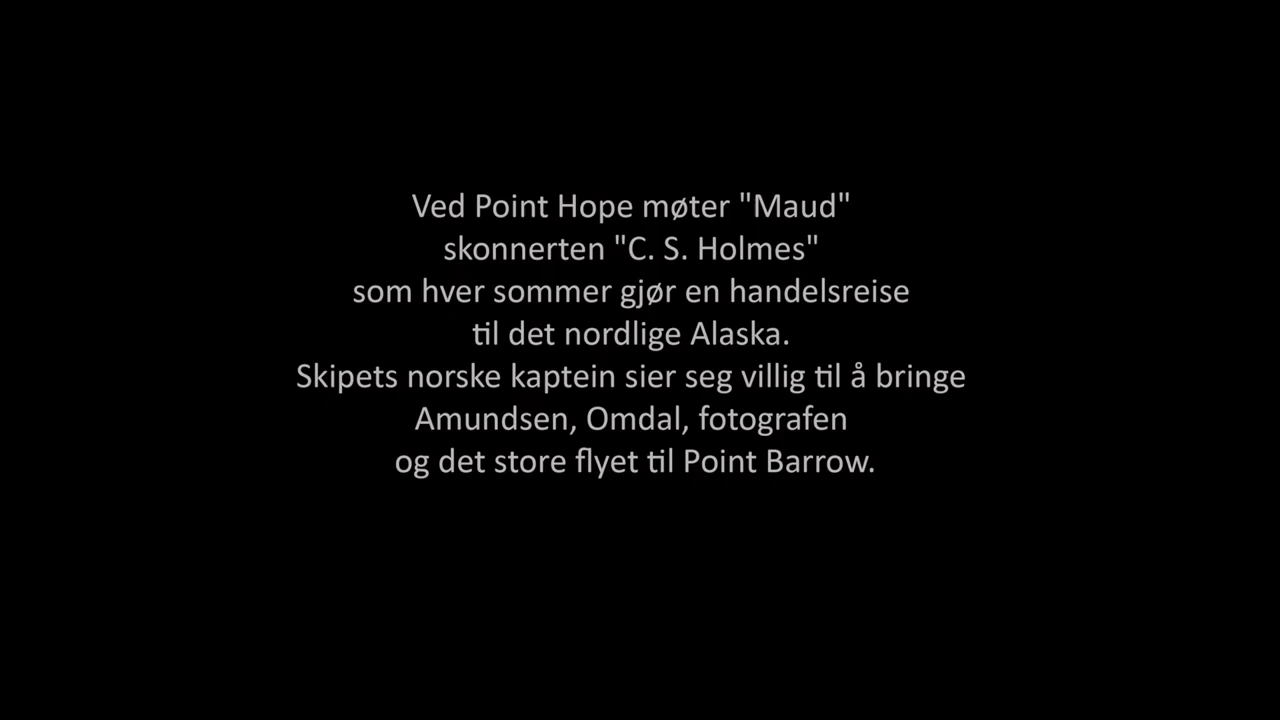 Ved Point Hope møter "Maud"
skonnerten "C. S. Holmes"
som hver sommer gjør en handelsreise
til det nordlige Alaska.
Skipets norske kaptein sier seg villig til å bringe
Amundsen, Omdal, fotografen
og det store flyet til Point Barrow.